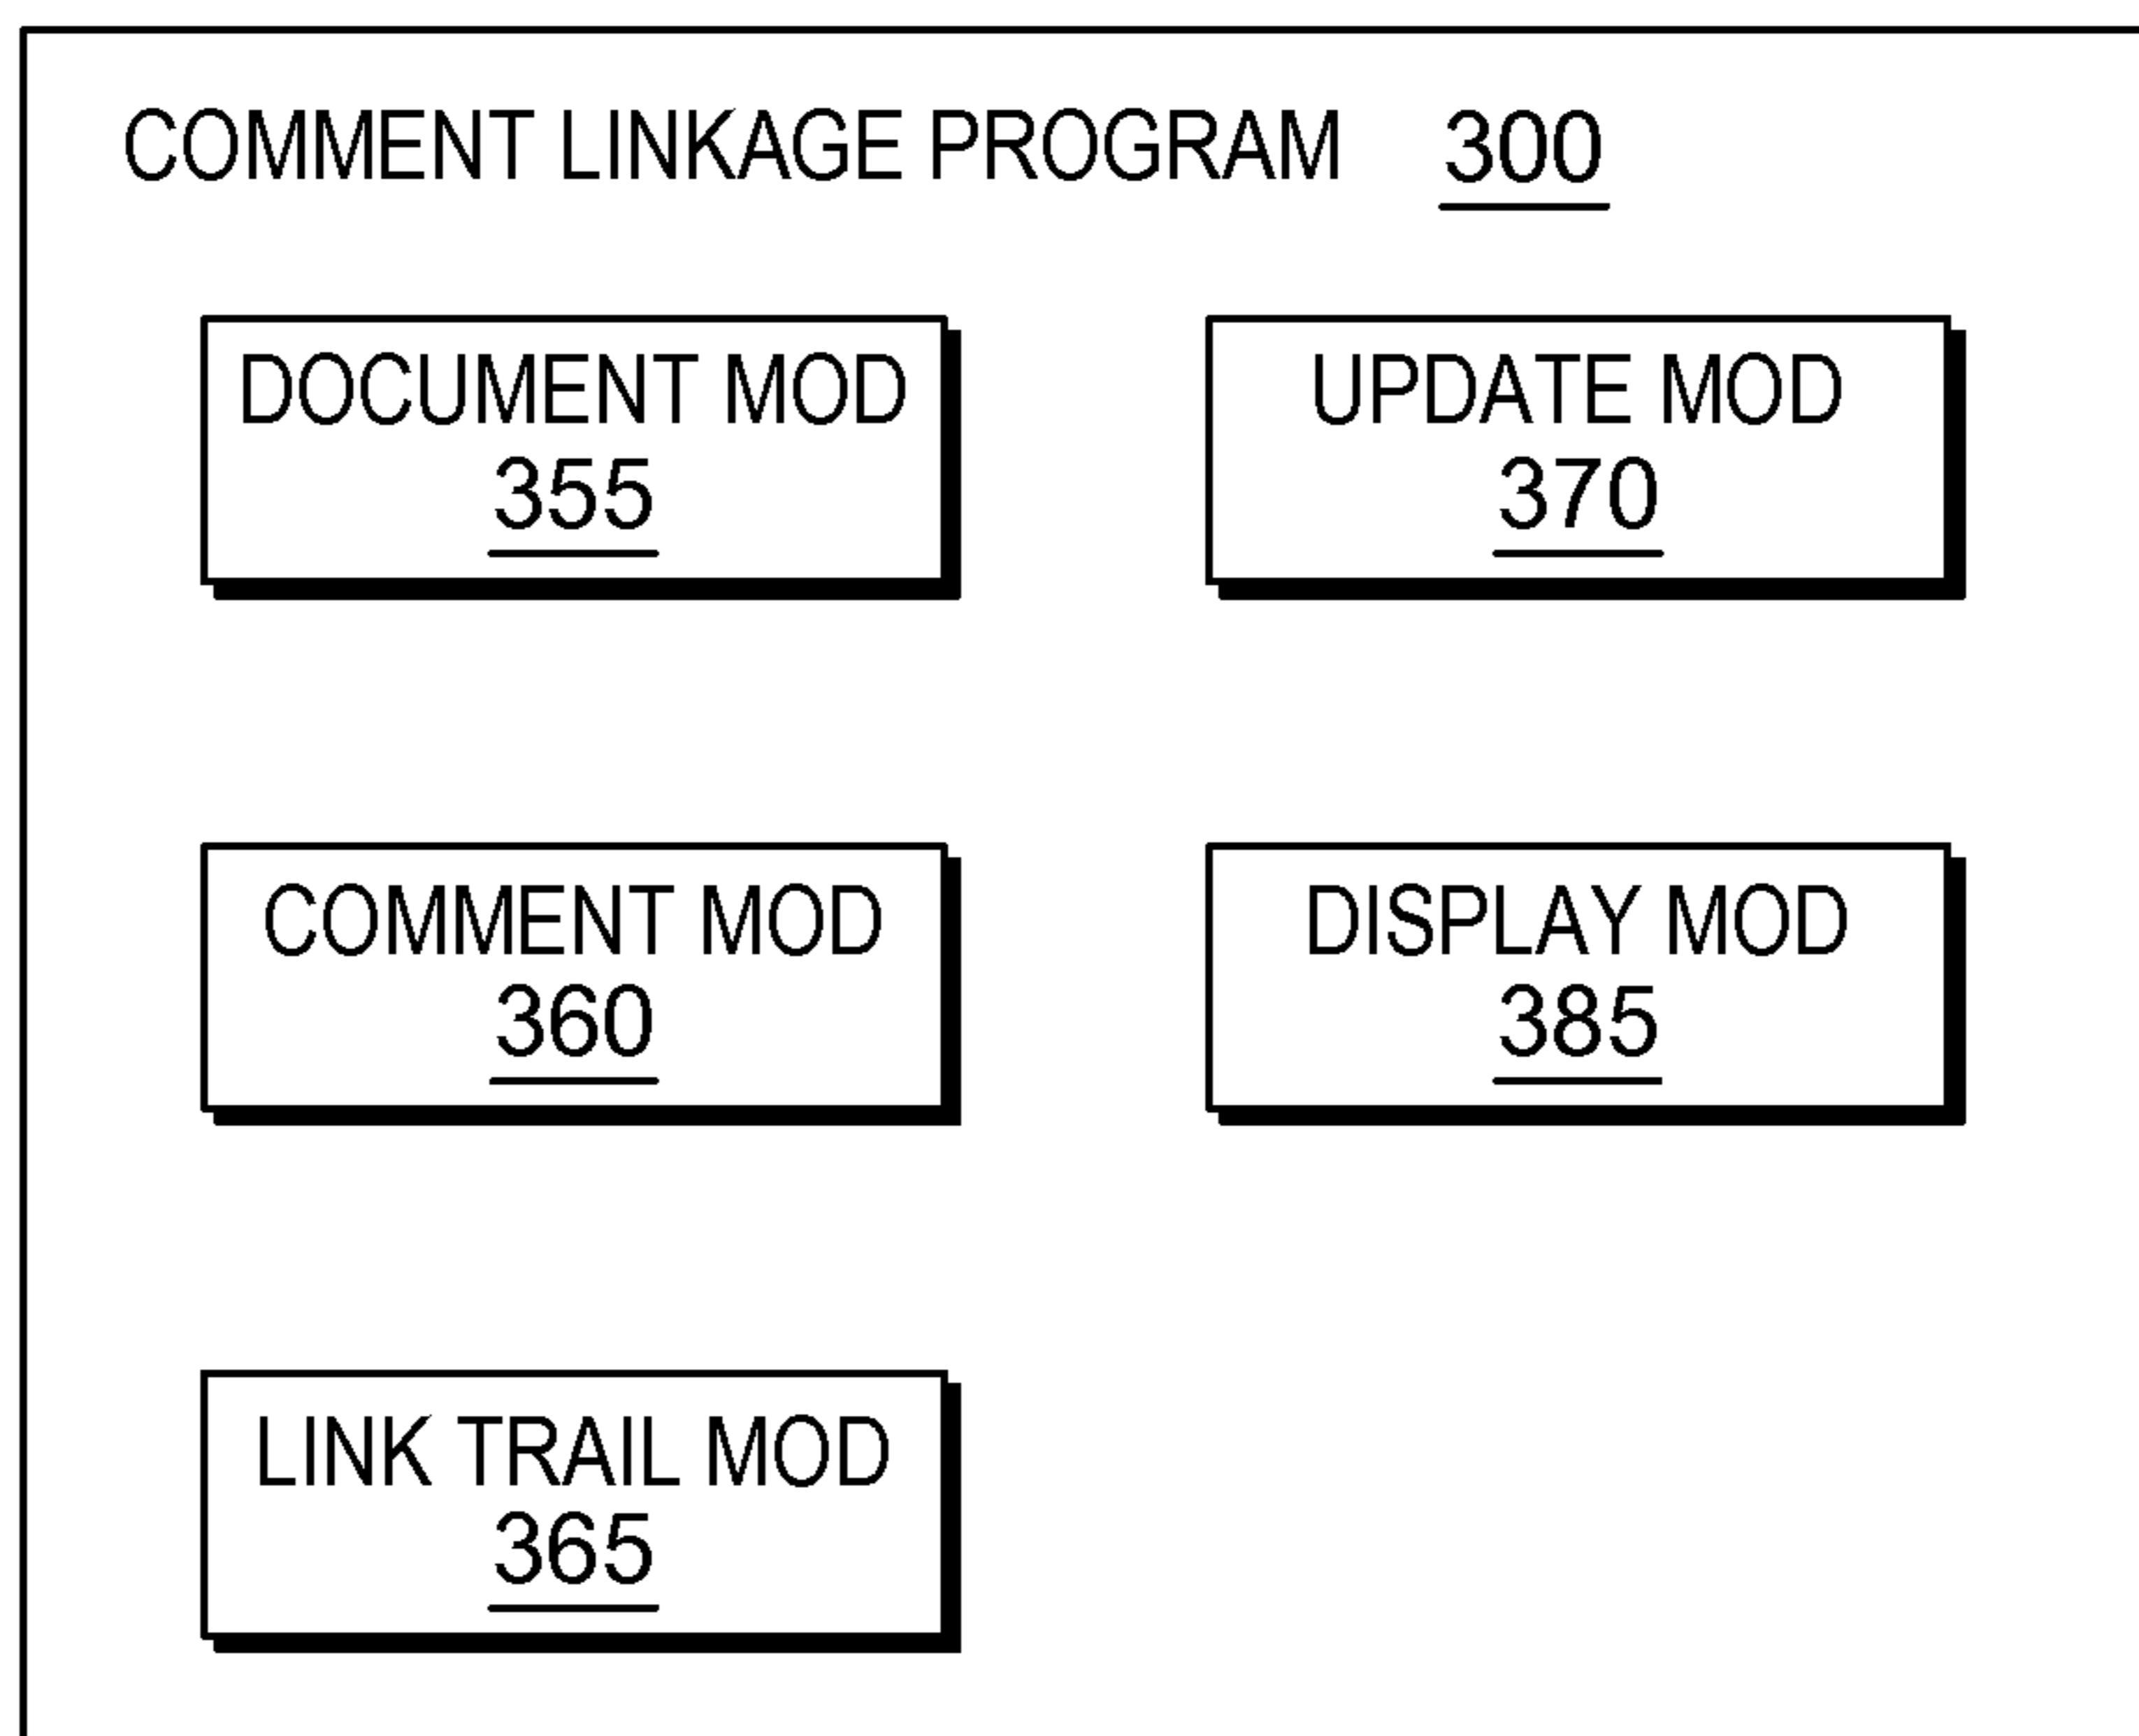 COMMENT LINKAGE PROGRAM 300
DOCUMENT MOD
355
UPDATE MOD
370
COMMENT MOD
360
DISPLAY MOD
385
LINK TRAIL MOD
365